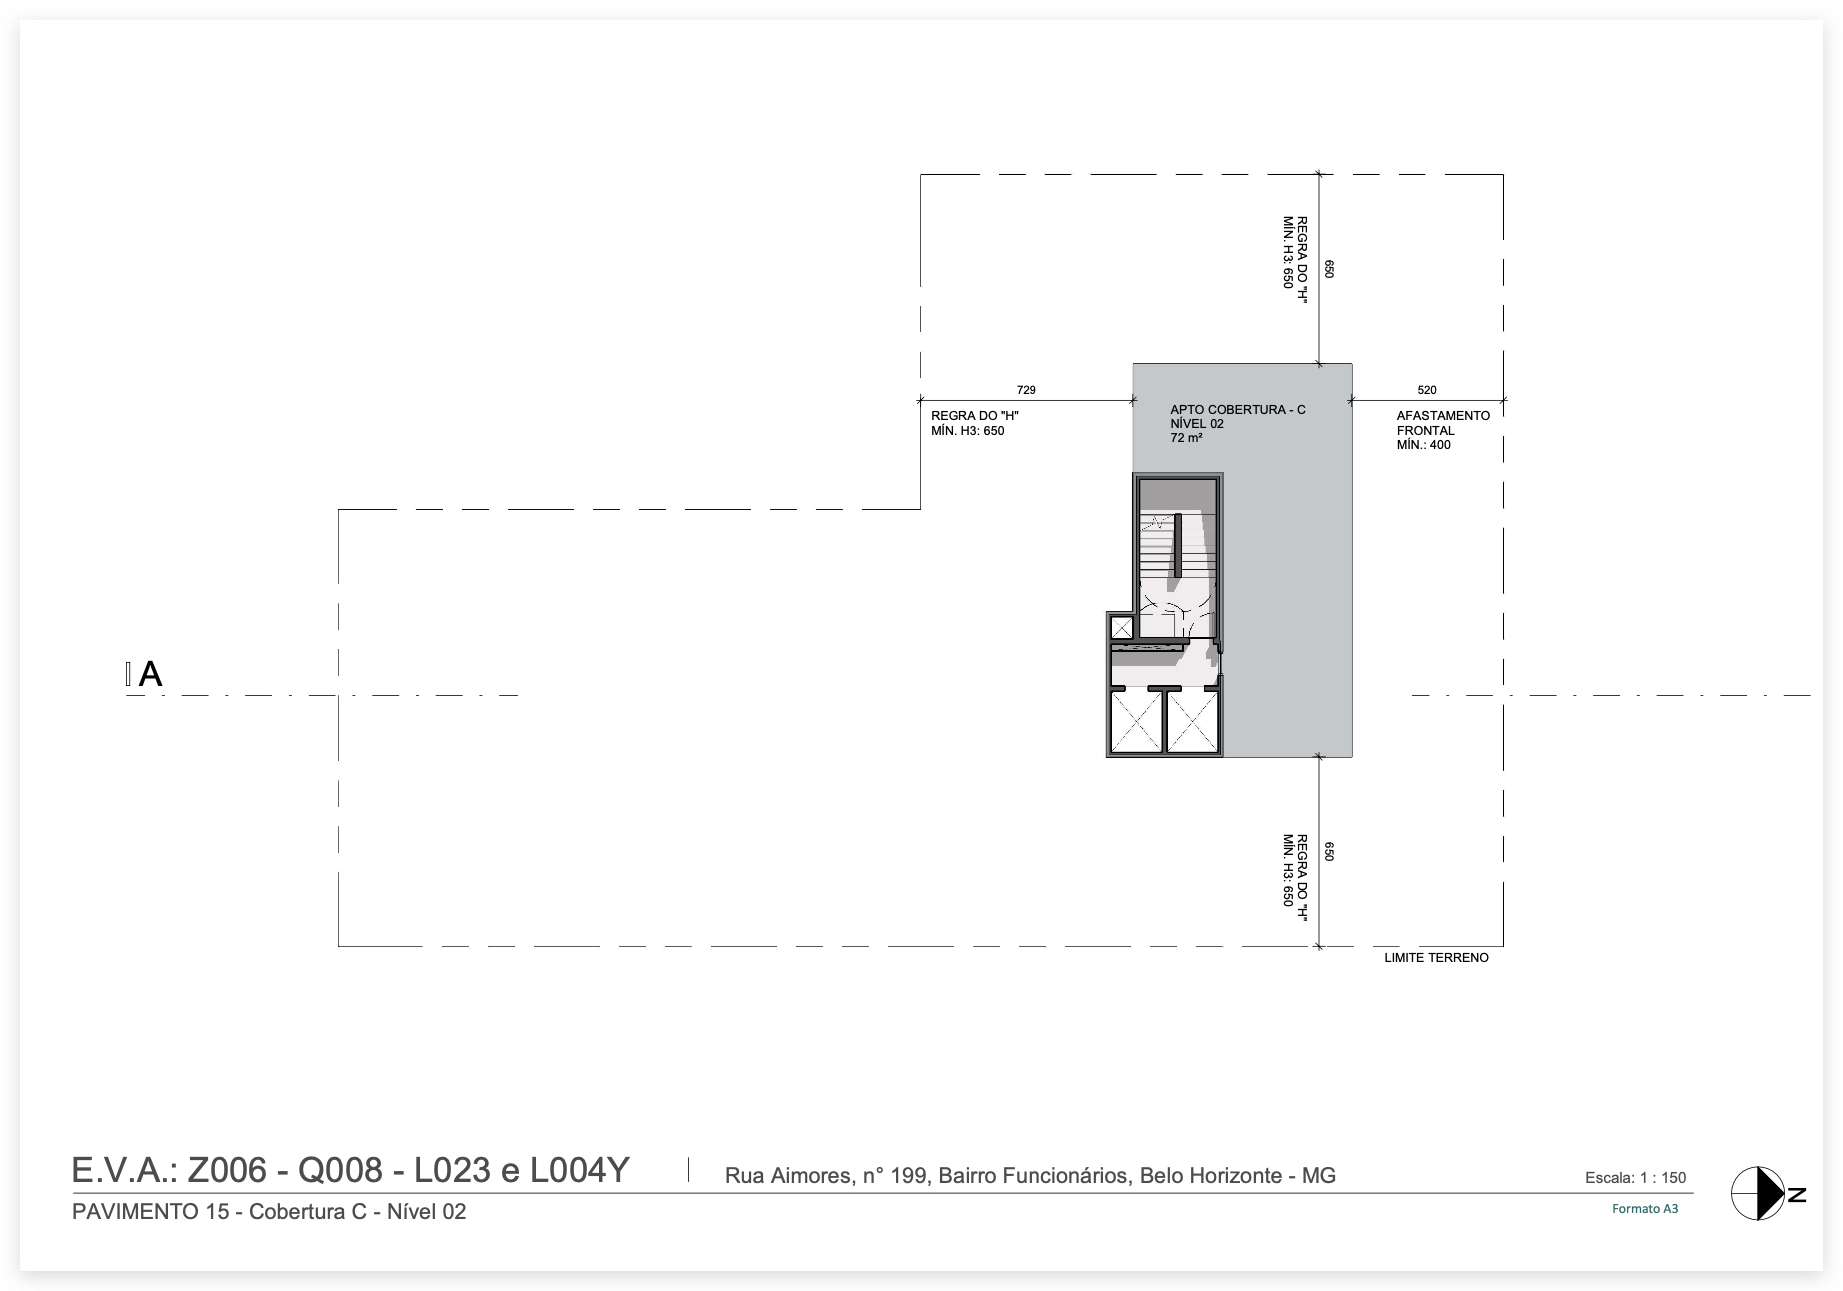 REGRA DO "H"
MÍN. H3: 650
650
729
REGRA DO "H"
MÍN. H3: 650
APTO COBERTURA - C
NÍVEL 02
72 m²
520
AFASTAMENTO
FRONTAL
MÍN.: 400
A
REGRA DO "H"
MÍN. H3: 650
650
LIMITE TERRENO
E.V.A.: Z006 - Q008 - L023 e L004Y
Rua Aimores, n° 199, Bairro Funcionários, Belo Horizonte - MG
Escala: 1 : 150
PAVIMENTO 15 - Cobertura C - Nível 02
Formato A3
N